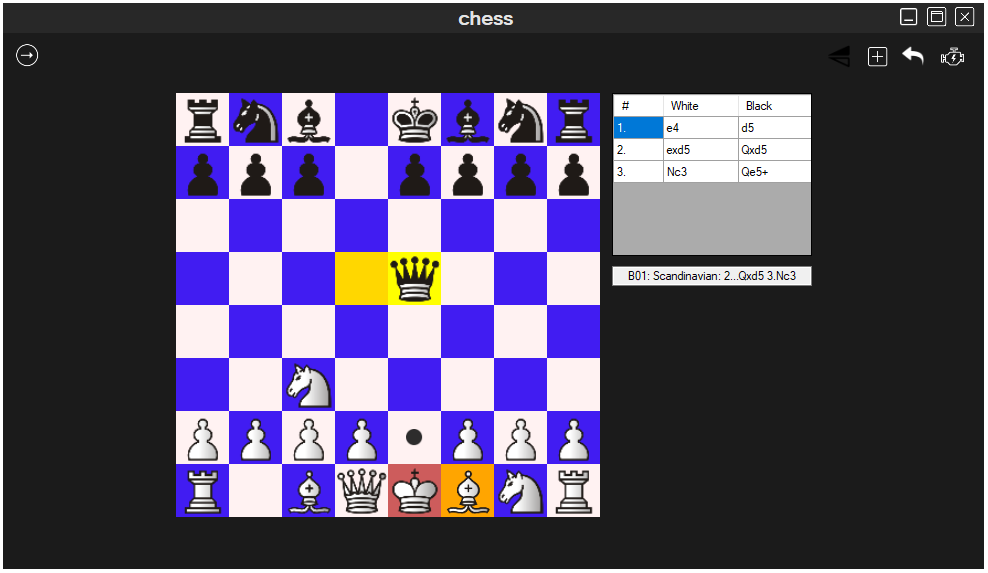 chess
# White Black
1. e4 d5
2. exd5 Qxd5
3. Nc3 Qe5+
B01: Scandinavian: 2...Qxd5 3.Nc3